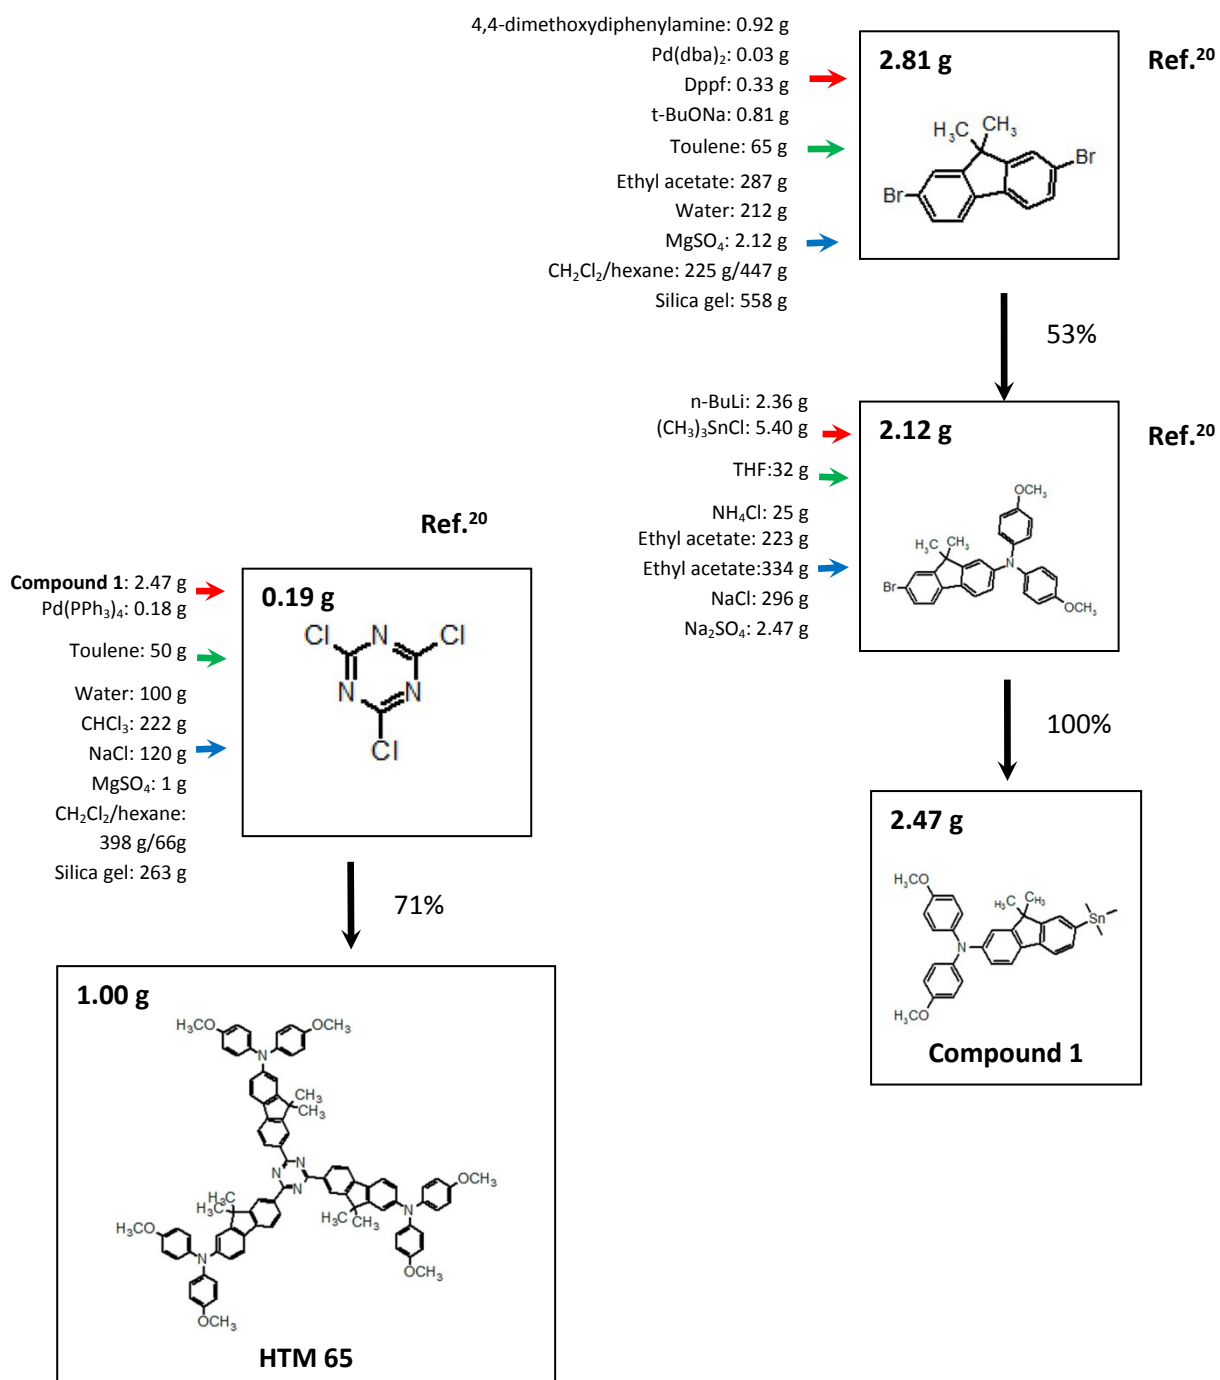 4,4-dimethoxydiphenylamine: 0.92 g
Pd(dba)₂: 0.03 g
Dppf: 0.33 g
t-BuONa: 0.81 g
Toulene: 65 g
Ethyl acetate: 287 g
Water: 212 g
MgSO₄: 2.12 g
CH₂Cl₂/hexane: 225 g/447 g
Silica gel: 558 g
2.81 g
Ref.²⁰
H₃C
CH₃
Br
Br
53%
n-BuLi: 2.36 g
(CH₃)₃SnCl: 5.40 g
THF:32 g
NH₄Cl: 25 g
Ethyl acetate: 223 g
Ethyl acetate:334 g
NaCl: 296 g
Na₂SO₄: 2.47 g
2.12 g
Ref.²⁰
OCH₃
H₃C
CH₃
N
Br
OCH₃
100%
2.47 g
H₃CO
H₃C
CH₃
Sn
N
H₃CO
Compound 1
Ref.²⁰
Compound 1: 2.47 g
Pd(PPh₃)₄: 0.18 g
Toulene: 50 g
Water: 100 g
CHCl₃: 222 g
NaCl: 120 g
MgSO₄: 1 g
CH₂Cl₂/hexane:
398 g/66g
Silica gel: 263 g
0.19 g
Cl
N
Cl
N
N
Cl
71%
1.00 g
H₃CO
OCH₃
N
CH₃
CH₃
N
N
N
H₃C
H₃C
OCH₃
N
H₃C
CH₃
H₃CO
N
OCH₃
OCH₃
HTM 65